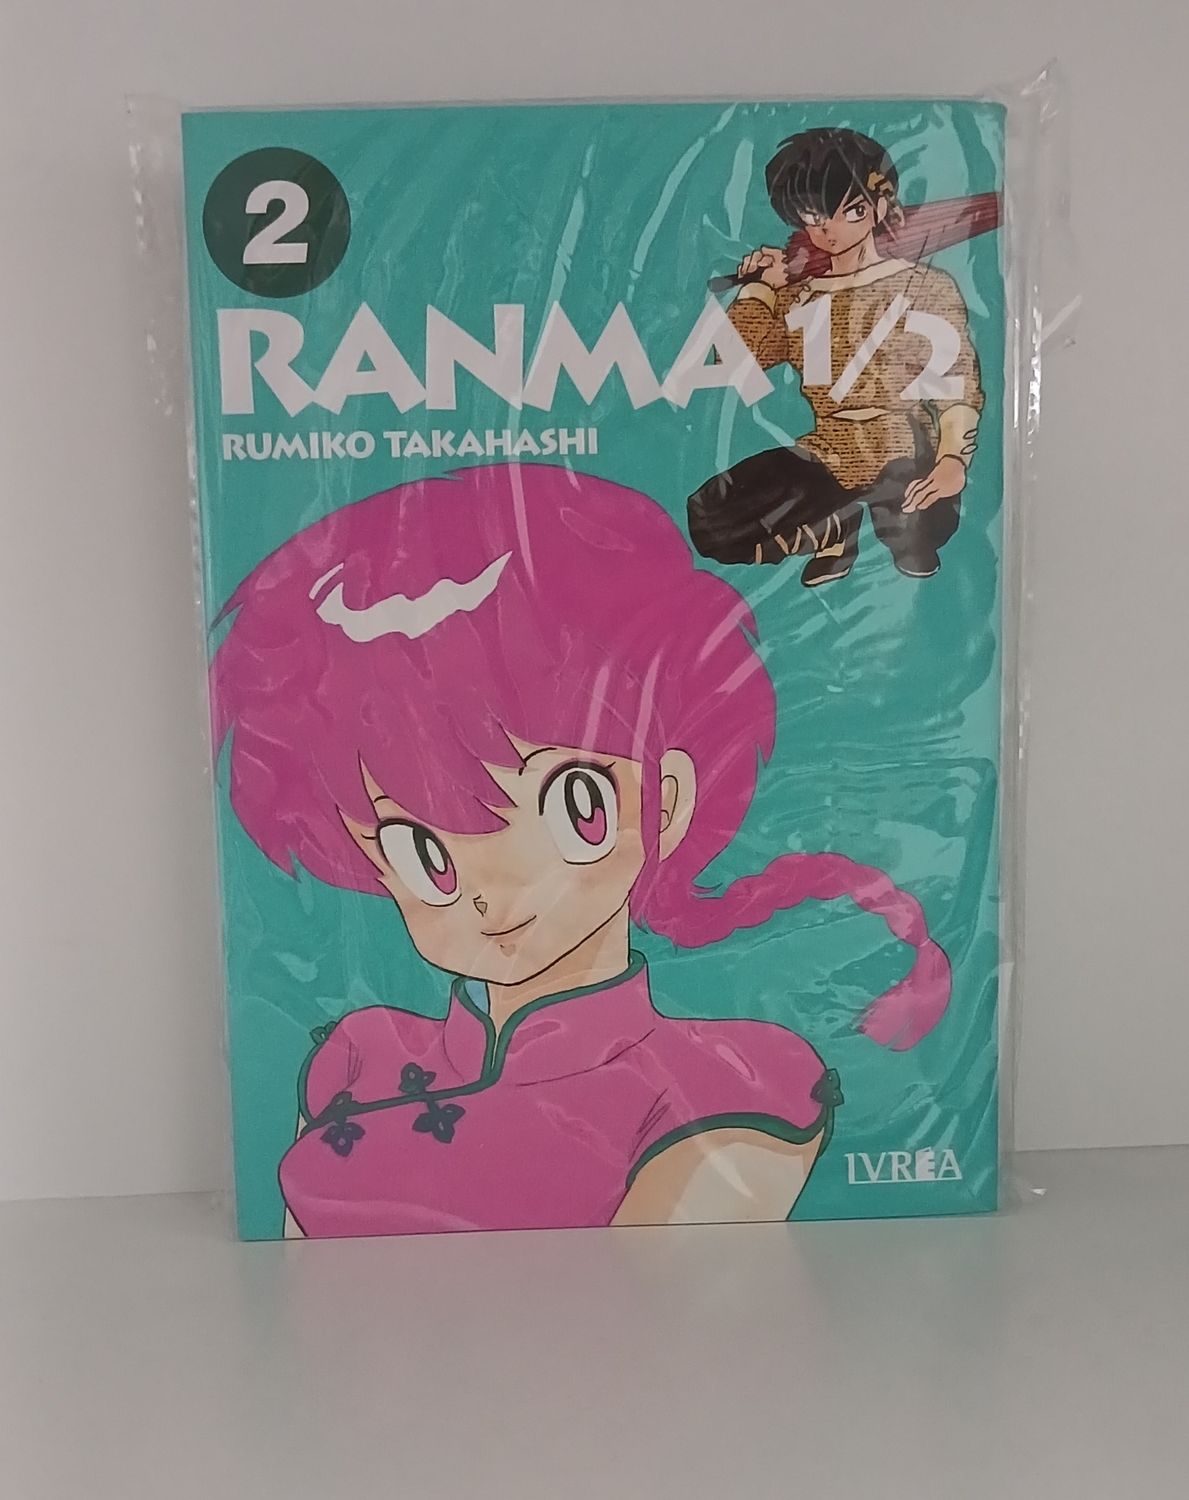 2
RANMA 1/2
RUMIKO TAKAHASHI
IVREA